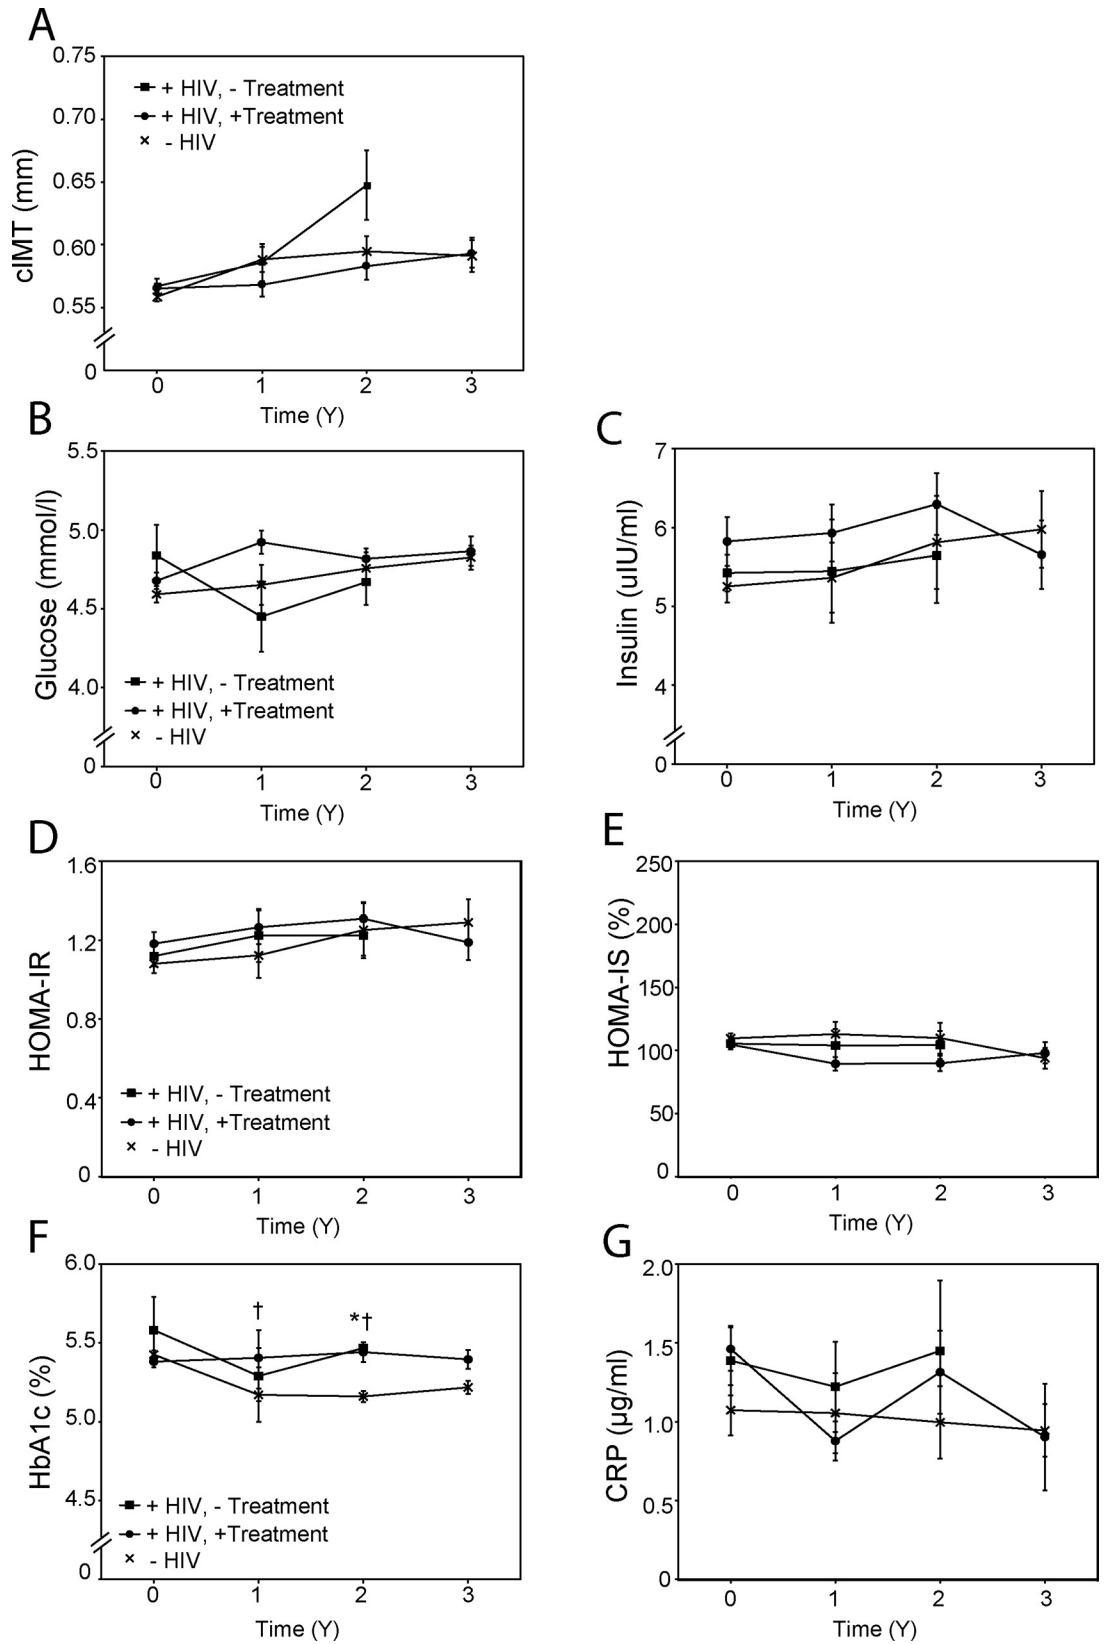 A
0.75
0.70
0.65
0.60
0.55
0
cIMT (mm)
+ HIV, - Treatment
+ HIV, +Treatment
- HIV
0 1 2 3
Time (Y)
B
5.5
5.0
4.5
4.0
0
Glucose (mmol/l)
+ HIV, - Treatment
+ HIV, +Treatment
- HIV
0 1 2 3
Time (Y)
C
7
6
5
4
0
Insulin (uIU/ml)
0 1 2 3
Time (Y)
D
1.6
1.2
0.8
0.4
0
HOMA-IR
+ HIV, - Treatment
+ HIV, +Treatment
- HIV
0 1 2 3
Time (Y)
E
250
200
150
100
50
0
HOMA-IS (%)
0 1 2 3
Time (Y)
F
6.0
5.5
5.0
4.5
0
HbA1c (%)
† *†
+ HIV, - Treatment
+ HIV, +Treatment
- HIV
0 1 2 3
Time (Y)
G
2.0
1.5
1.0
0.5
0
CRP (µg/ml)
0 1 2 3
Time (Y)